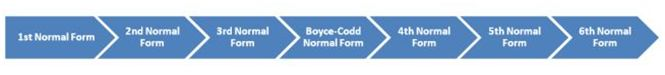 1st Normal Form
2nd Normal
Form
3rd Normal
Form
Boyce-Codd
Normal Form
4th Normal
Form
5th Normal
Form
6th Normal
Form